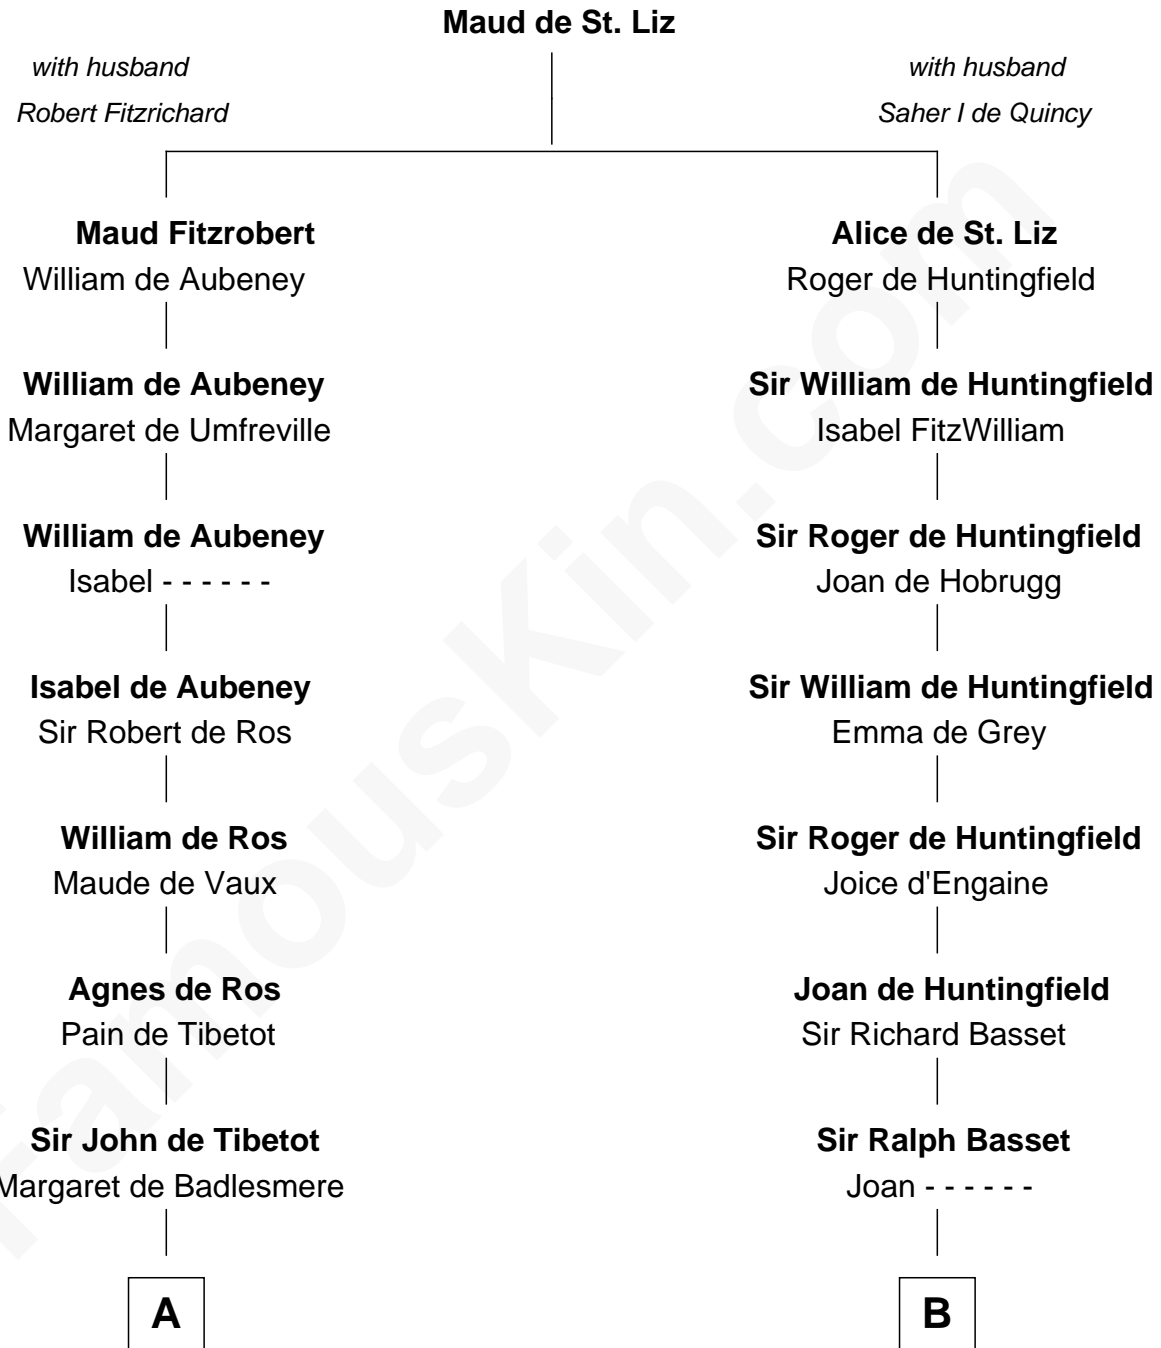 Maud de St. Liz
with husband
Robert Fitzrichard
with husband
Saher I de Quincy
Maud Fitzrobert
William de Aubeney
Alice de St. Liz
Roger de Huntingfield
William de Aubeney
Margaret de Umfreville
Sir William de Huntingfield
Isabel FitzWilliam
William de Aubeney
Isabel - - - - - -
Sir Roger de Huntingfield
Joan de Hobrugg
Isabel de Aubeney
Sir Robert de Ros
Sir William de Huntingfield
Emma de Grey
William de Ros
Maude de Vaux
Sir Roger de Huntingfield
Joice d'Engaine
Agnes de Ros
Pain de Tibetot
Joan de Huntingfield
Sir Richard Basset
Sir John de Tibetot
Margaret de Badlesmere
Sir Ralph Basset
Joan - - - - - -
A
B
FamousKin.com